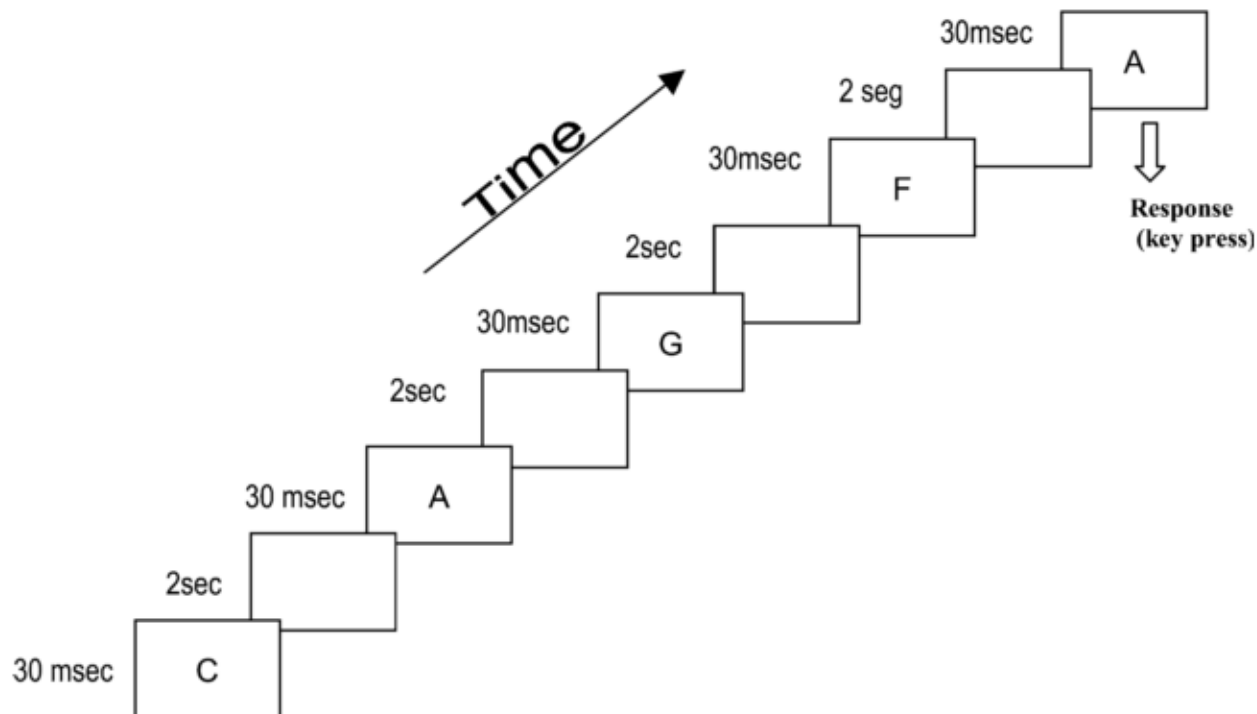 30msec
A
2 seg
30msec
F
Response
(key press)
Time
2sec
30msec
G
2sec
30 msec
A
2sec
30 msec
C